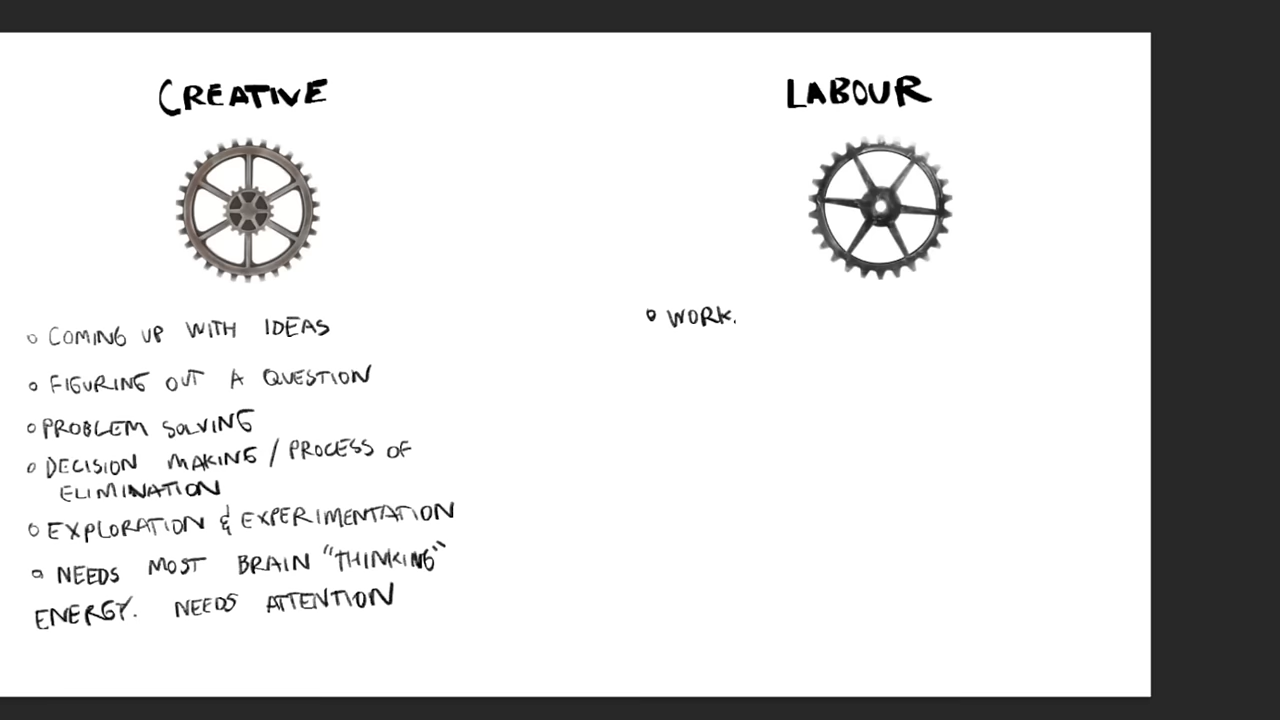 CREATIVE
LABOUR
o COMING UP WITH IDEAS
o FIGURING OUT A QUESTION
o PROBLEM SOLVING
o DECISION MAKING / PROCESS OF
ELIMINATION
o EXPLORATION & EXPERIMENTATION
o NEEDS MOST BRAIN "THINKING"
ENERGY. NEEDS ATTENTION
o WORK.